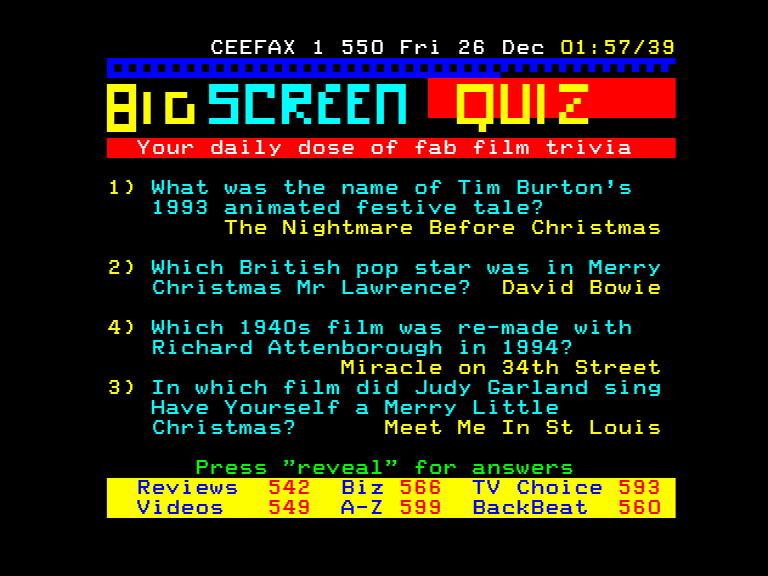 CEEFAX 1 550 Fri 26 Dec 01:57/39
BIG SCREEN QUIZ
Your daily dose of fab film trivia
1) What was the name of Tim Burton's
1993 animated festive tale?
The Nightmare Before Christmas
2) Which British pop star was in Merry
Christmas Mr Lawrence? David Bowie
4) Which 1940s film was re-made with
Richard Attenborough in 1994?
Miracle on 34th Street
3) In which film did Judy Garland sing
Have Yourself a Merry Little
Christmas? Meet Me In St Louis
Press "reveal" for answers
Reviews 542 Biz 566 TV Choice 593
Videos 549 A-Z 599 BackBeat 560